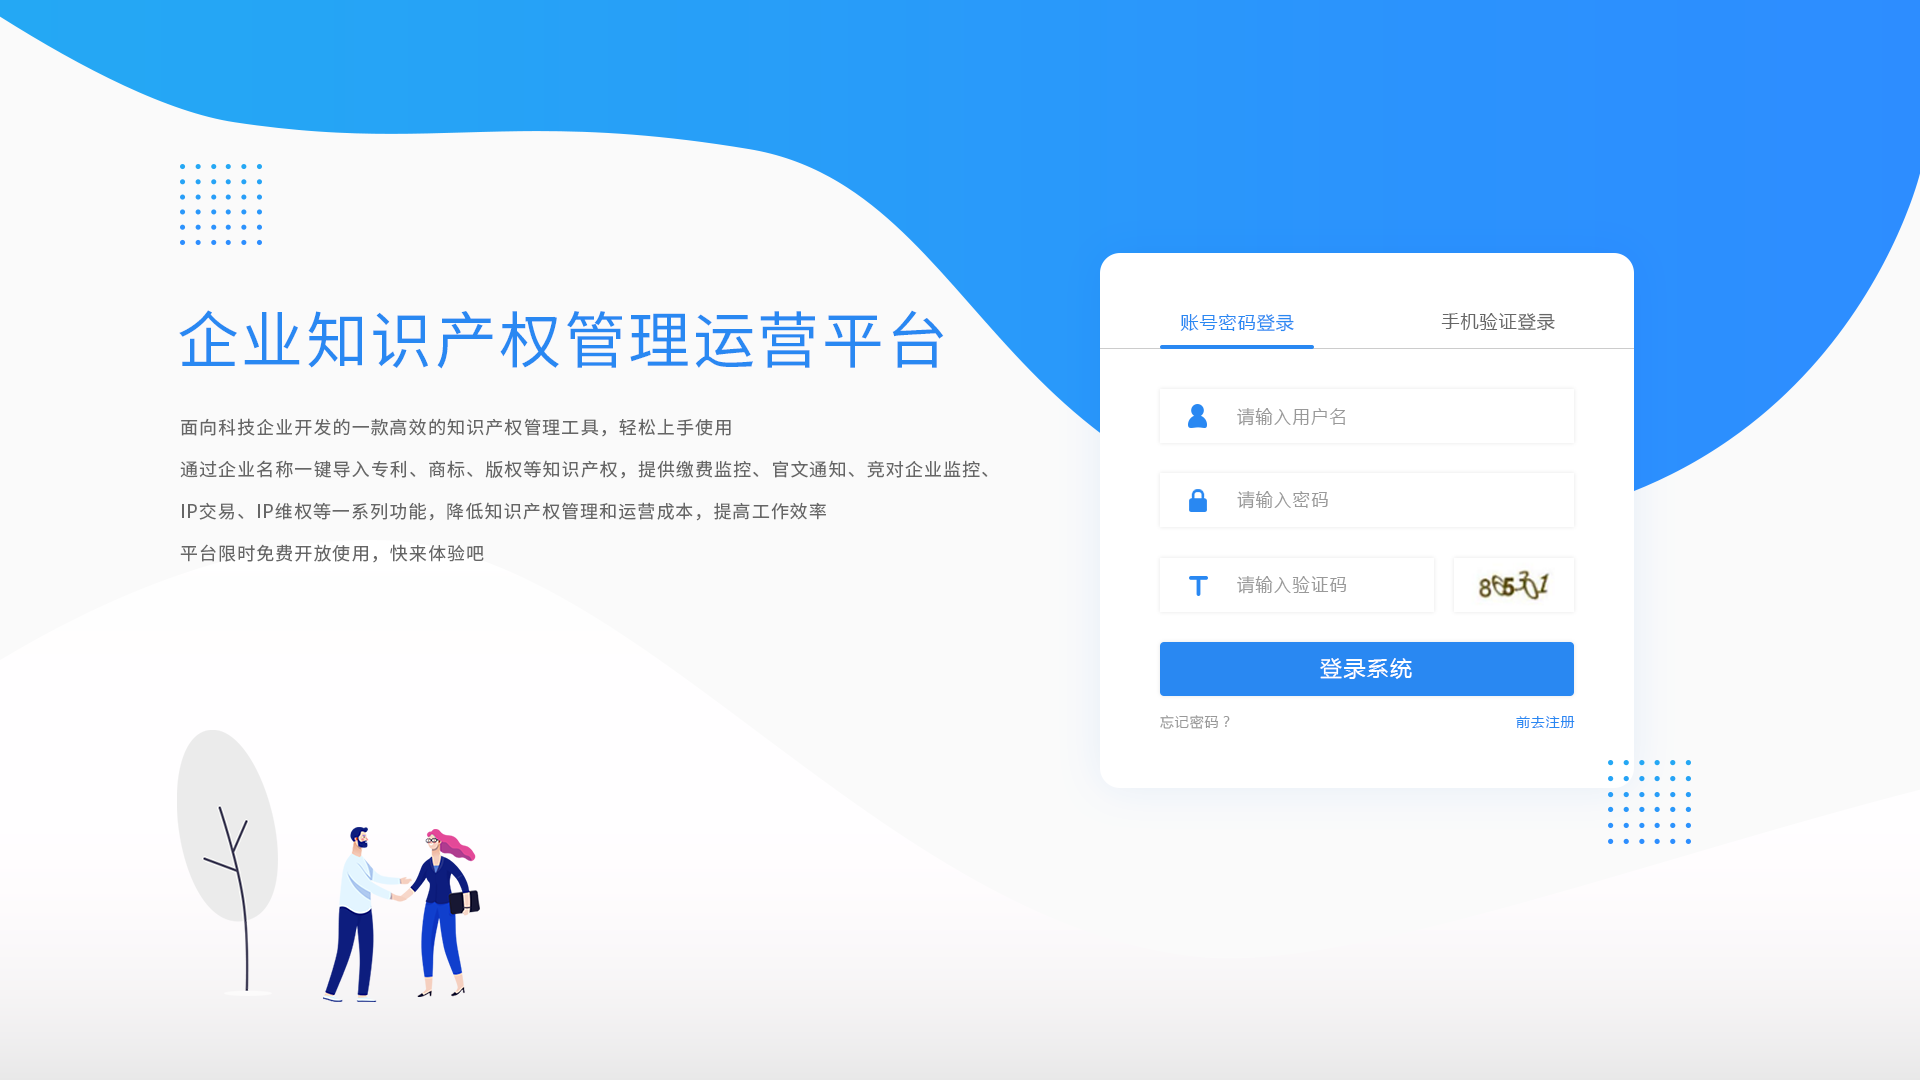 企业知识产权管理运营平台
面向科技企业开发的一款高效的知识产权管理工具，轻松上手使用
通过企业名称一键导入专利、商标、版权等知识产权，提供缴费监控、官文通知、竞对企业监控、
IP交易、IP维权等一系列功能，降低知识产权管理和运营成本，提高工作效率
平台限时免费开放使用，快来体验吧
账号密码登录
手机验证登录
请输入用户名
请输入密码
请输入验证码
865301
登录系统
忘记密码？
前去注册